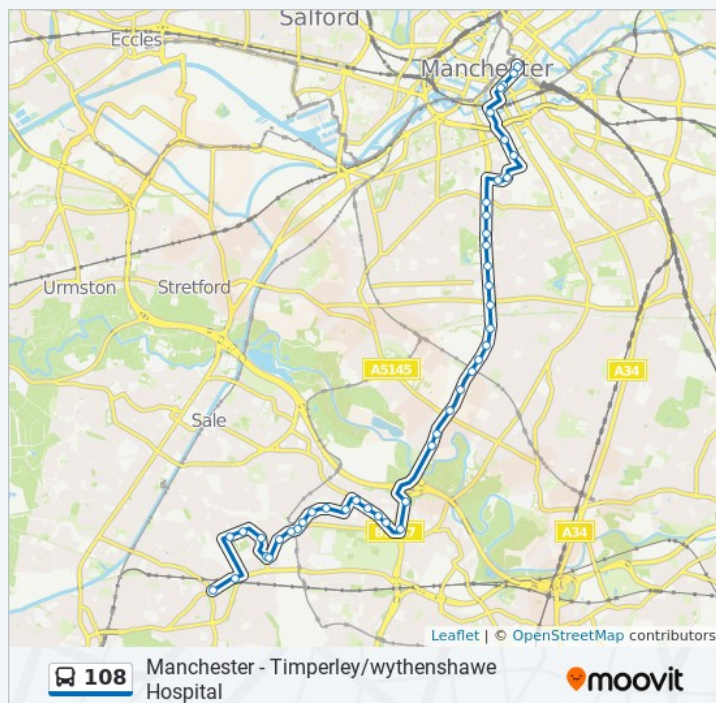 Salford
Eccles
Manchester
Urmston
Stretford
A5145
A34
Sale
A34
Leaflet | © OpenStreetMap contributors
108
Manchester - Timperley/wythenshawe
Hospital
moovit